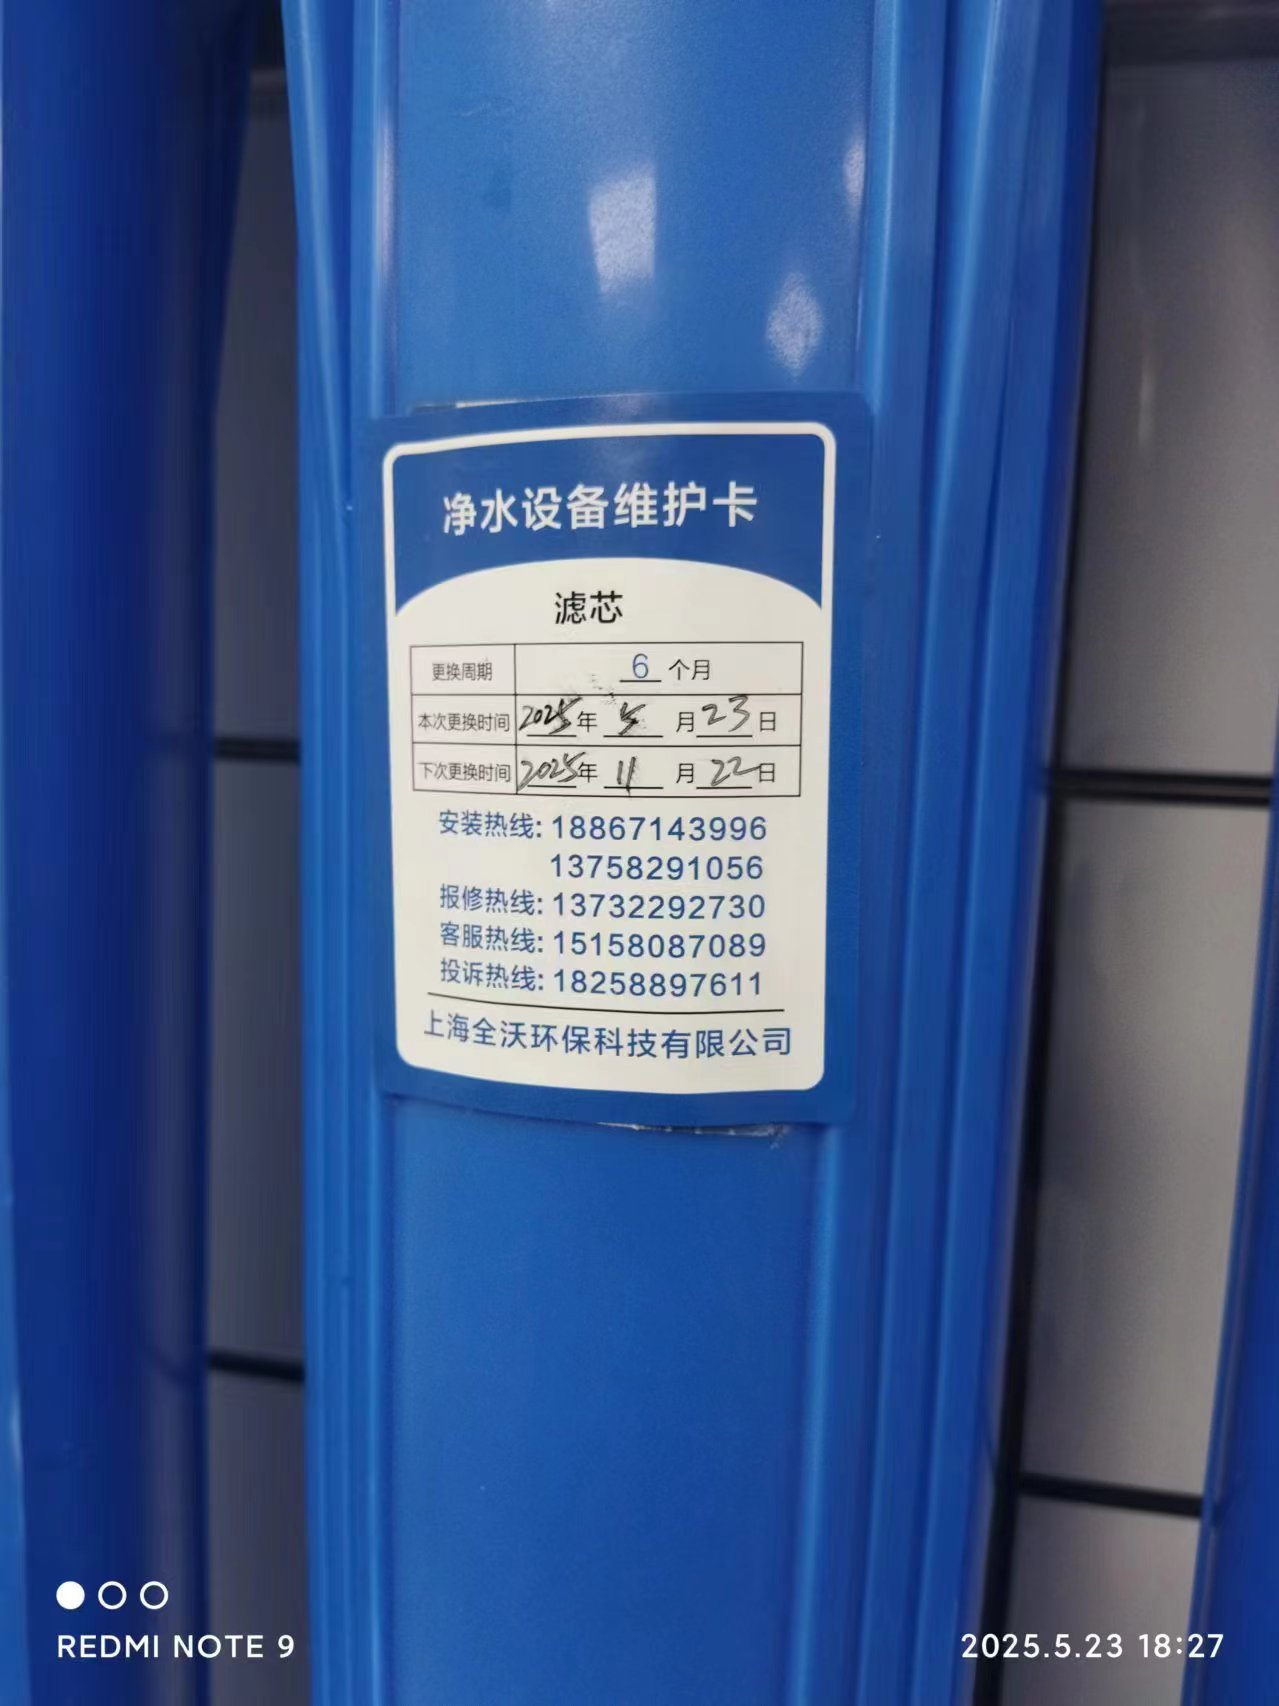 净水设备维护卡
滤芯
更换周期 6 个月
本次更换时间 2025年 5 月 23 日
下次更换时间 2025年 11 月 22 日
安装热线: 18867143996
13758291056
报修热线: 13732292730
客服热线: 15158087089
投诉热线: 18258897611
上海全沃环保科技有限公司
REDMI NOTE 9
2025.5.23 18:27